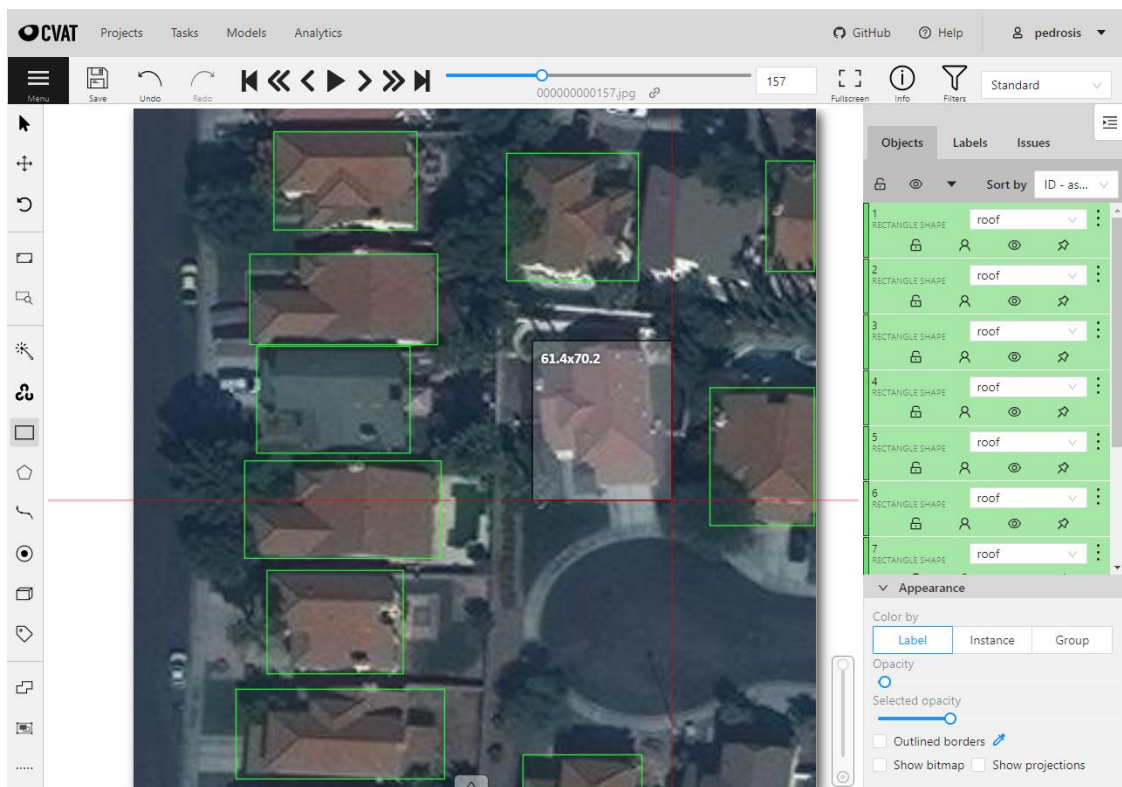 CVAT Projects Tasks Models Analytics GitHub Help pedrosis
Menu Save Undo Redo 000000000157.jpg 157 Fullscreen Info Filters Standard
Objects Labels Issues
Sort by ID - as...
1 roof
RECTANGLE SHAPE
2 roof
RECTANGLE SHAPE
3 roof
RECTANGLE SHAPE
61.4x70.2
4 roof
RECTANGLE SHAPE
5 roof
RECTANGLE SHAPE
6 roof
RECTANGLE SHAPE
7 roof
RECTANGLE SHAPE
Appearance
Color by
Label Instance Group
Opacity
Selected opacity
Outlined borders
Show bitmap Show projections